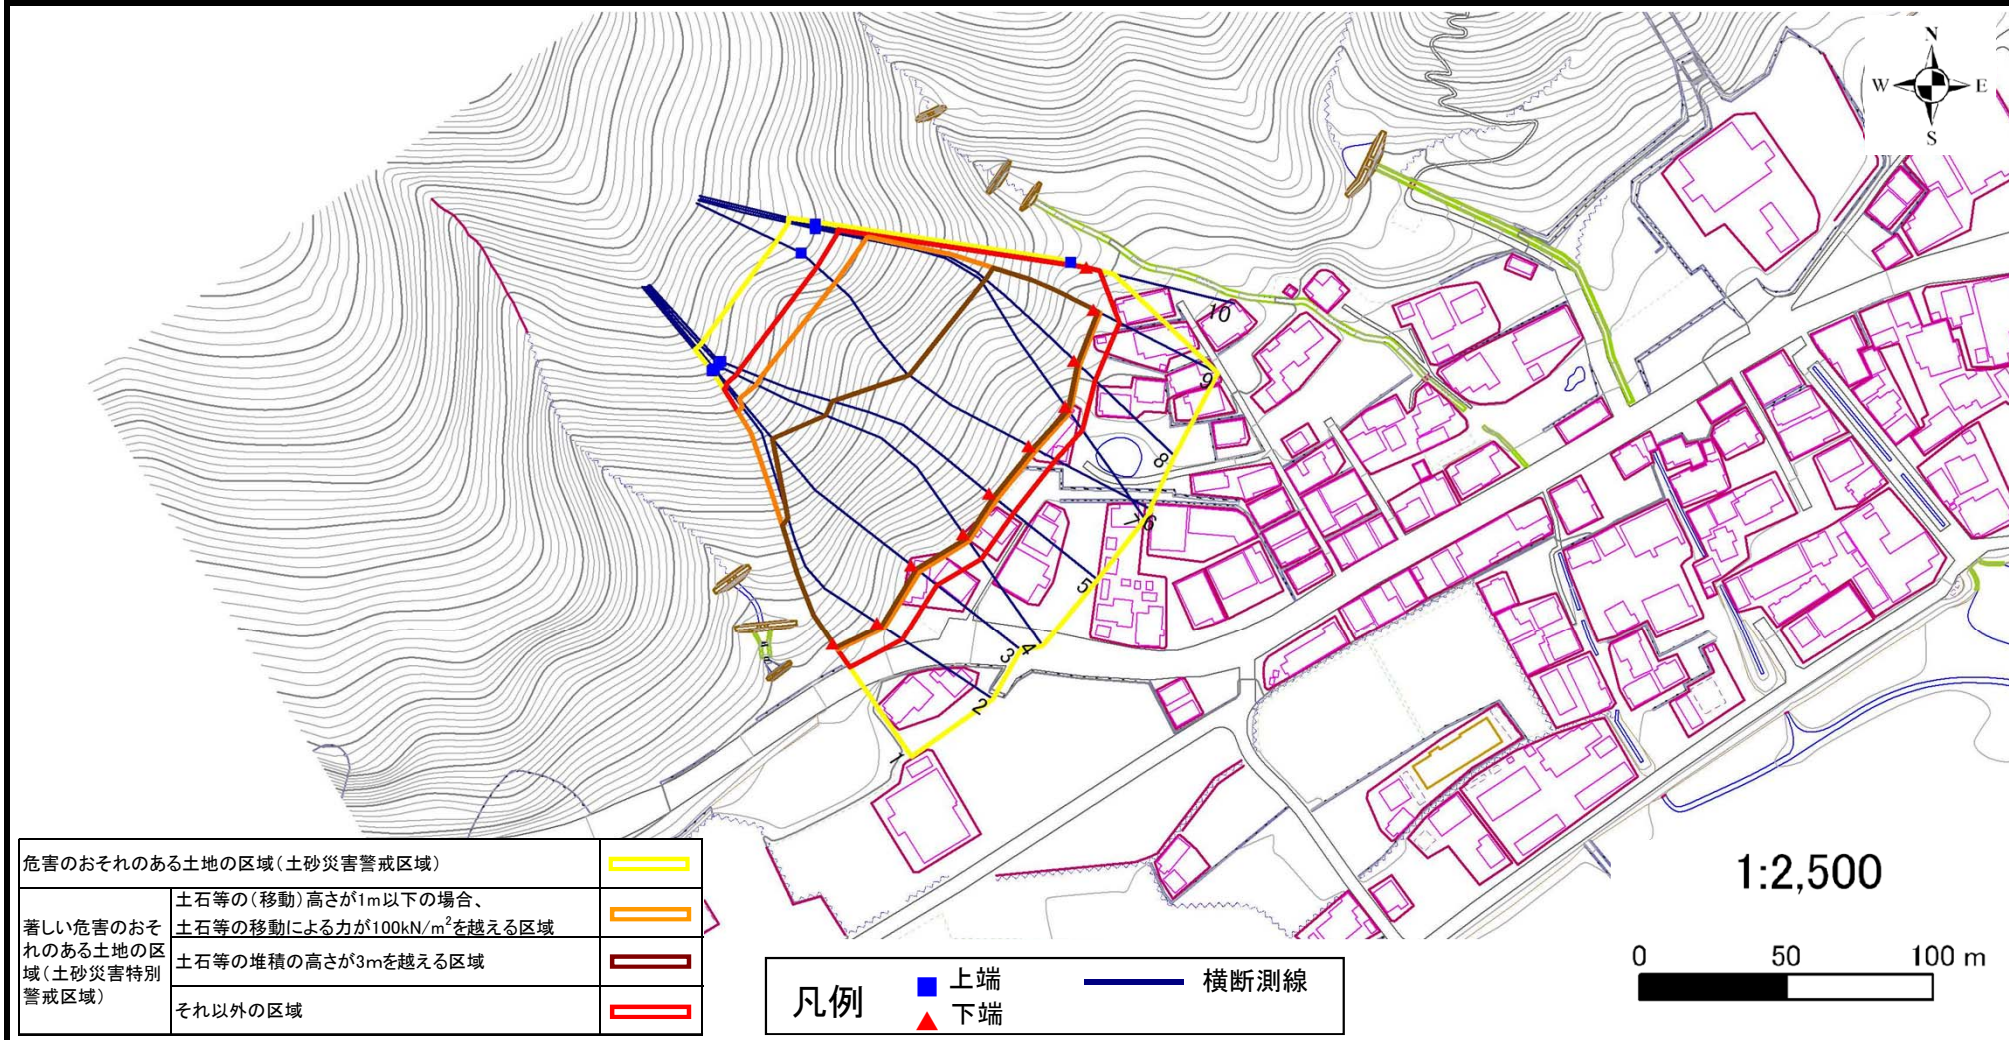 N
W
E
S
10
9
8
7
6
5
4
3
2
1
1:2,500
0 50 100 m
危害のおそれのある土地の区域(土砂災害警戒区域)
著しい危害のおそ
れのある土地の区
域(土砂災害特別
警戒区域)
土石等の(移動)高さが1m以下の場合、
土石等の移動による力が100kN/m²を越える区域
土石等の堆積の高さが3mを越える区域
それ以外の区域
凡例
上端
下端
横断測線